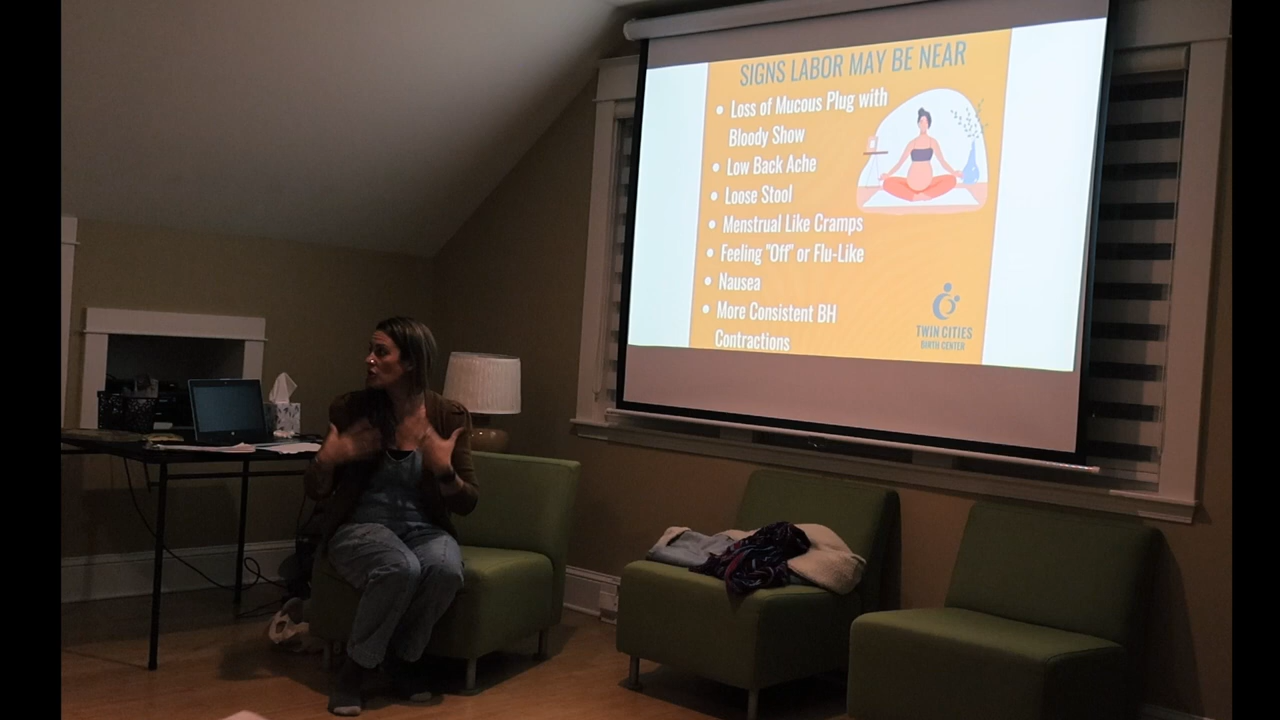 SIGNS LABOR MAY BE NEAR
• Loss of Mucous Plug with
Bloody Show
• Low Back Ache
• Loose Stool
• Menstrual Like Cramps
• Feeling "Off" or Flu-Like
• Nausea
• More Consistent BH
Contractions
TWIN CITIES
BIRTH CENTER